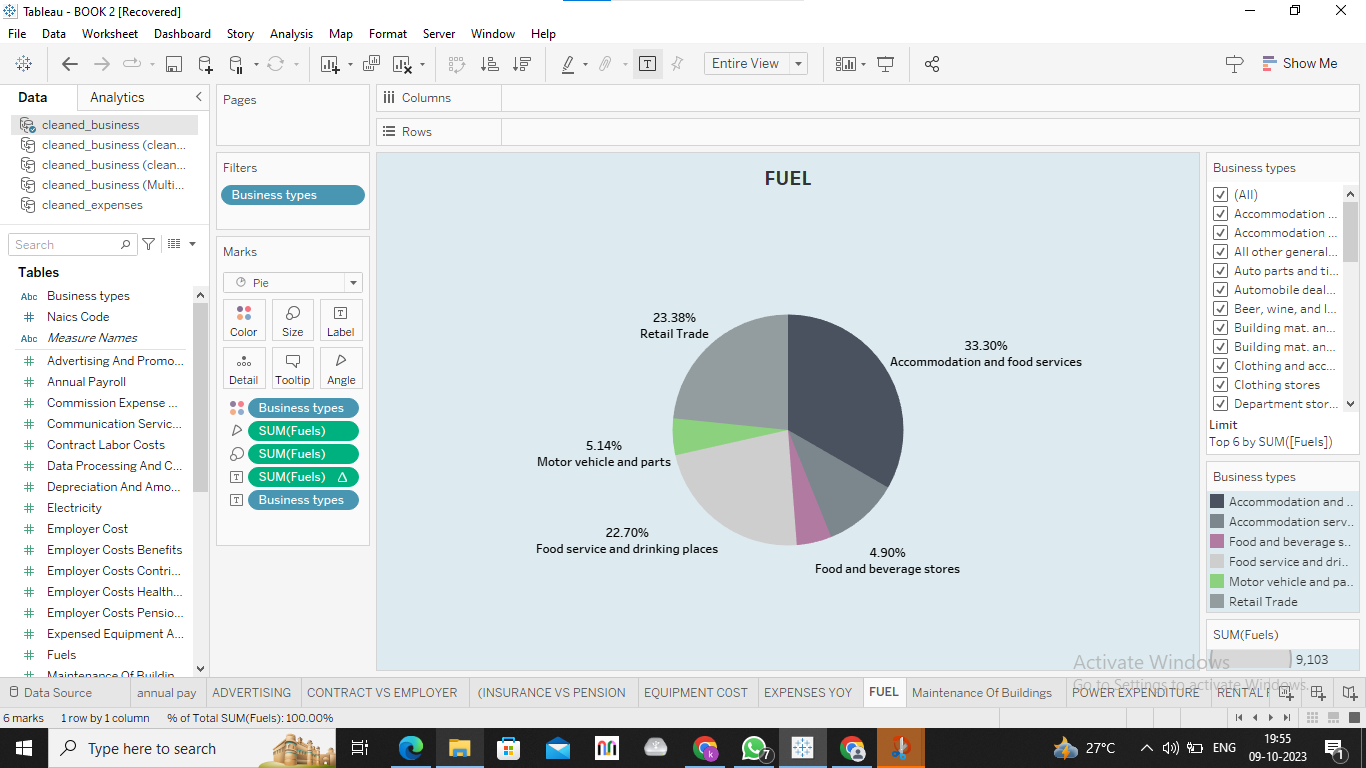 Tableau - BOOK 2 [Recovered]
File Data Worksheet Dashboard Story Analysis Map Format Server Window Help
Entire View
Show Me
Data Analytics
cleaned_business
cleaned_business (clean...
cleaned_business (clean...
cleaned_business (Multi...
cleaned_expenses
Search
Tables
Abc Business types
# Naics Code
Abc Measure Names
# Advertising And Promo...
# Annual Payroll
# Commission Expense ...
# Communication Servic...
# Contract Labor Costs
# Data Processing And C...
# Depreciation And Amo...
# Electricity
# Employer Cost
# Employer Costs Benefits
# Employer Costs Contri...
# Employer Costs Health...
# Employer Costs Pensio...
# Expensed Equipment A...
# Fuels
# Maintenance Of Buildin...
Pages
Filters
Business types
Marks
Pie
Color Size Label
Detail Tooltip Angle
Business types
SUM(Fuels)
SUM(Fuels)
SUM(Fuels) Δ
Business types
Columns
Rows
FUEL
23.38%
Retail Trade
33.30%
Accommodation and food services
5.14%
Motor vehicle and parts
22.70%
Food service and drinking places
4.90%
Food and beverage stores
Business types
(All)
Accommodation ...
Accommodation ...
All other general...
Auto parts and ti...
Automobile deal...
Beer, wine, and l...
Building mat. an...
Building mat. an...
Clothing and acc...
Clothing stores
Department stor...
Limit
Top 6 by SUM([Fuels])
Business types
Accommodation and ..
Accommodation serv..
Food and beverage s..
Food service and dri..
Motor vehicle and pa..
Retail Trade
SUM(Fuels)
9,103
Activate Windows
Go to Settings to activate Windows.
Data Source annual pay ADVERTISING CONTRACT VS EMPLOYER (INSURANCE VS PENSION EQUIPMENT COST EXPENSES YOY FUEL Maintenance Of Buildings POWER EXPENDITURE RENTAL
6 marks 1 row by 1 column % of Total SUM(Fuels): 100.00%
Type here to search
7
27°C
ENG
19:55
09-10-2023
1